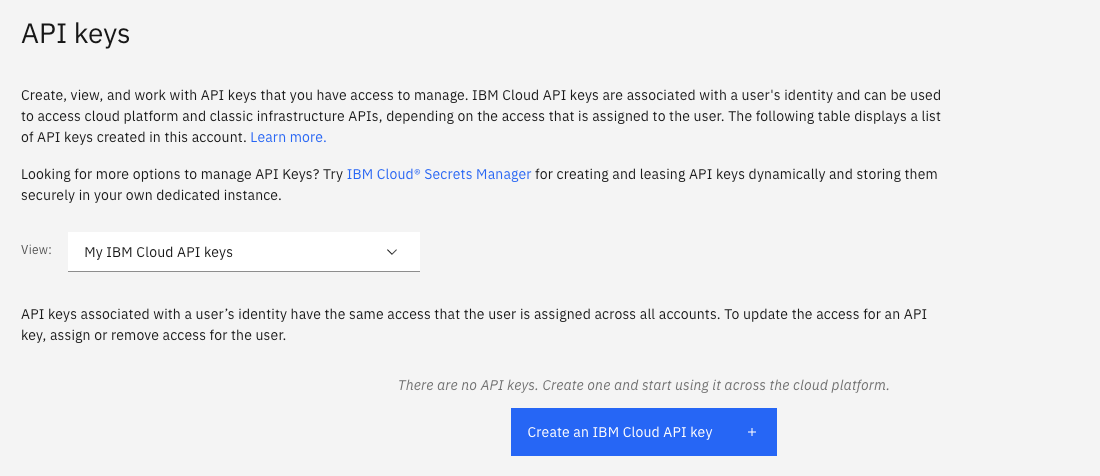 API keys
Create, view, and work with API keys that you have access to manage. IBM Cloud API keys are associated with a user's identity and can be used
to access cloud platform and classic infrastructure APIs, depending on the access that is assigned to the user. The following table displays a list
of API keys created in this account. Learn more.
Looking for more options to manage API Keys? Try IBM Cloud® Secrets Manager for creating and leasing API keys dynamically and storing them
securely in your own dedicated instance.
View: My IBM Cloud API keys
API keys associated with a user’s identity have the same access that the user is assigned across all accounts. To update the access for an API
key, assign or remove access for the user.
There are no API keys. Create one and start using it across the cloud platform.
Create an IBM Cloud API key +